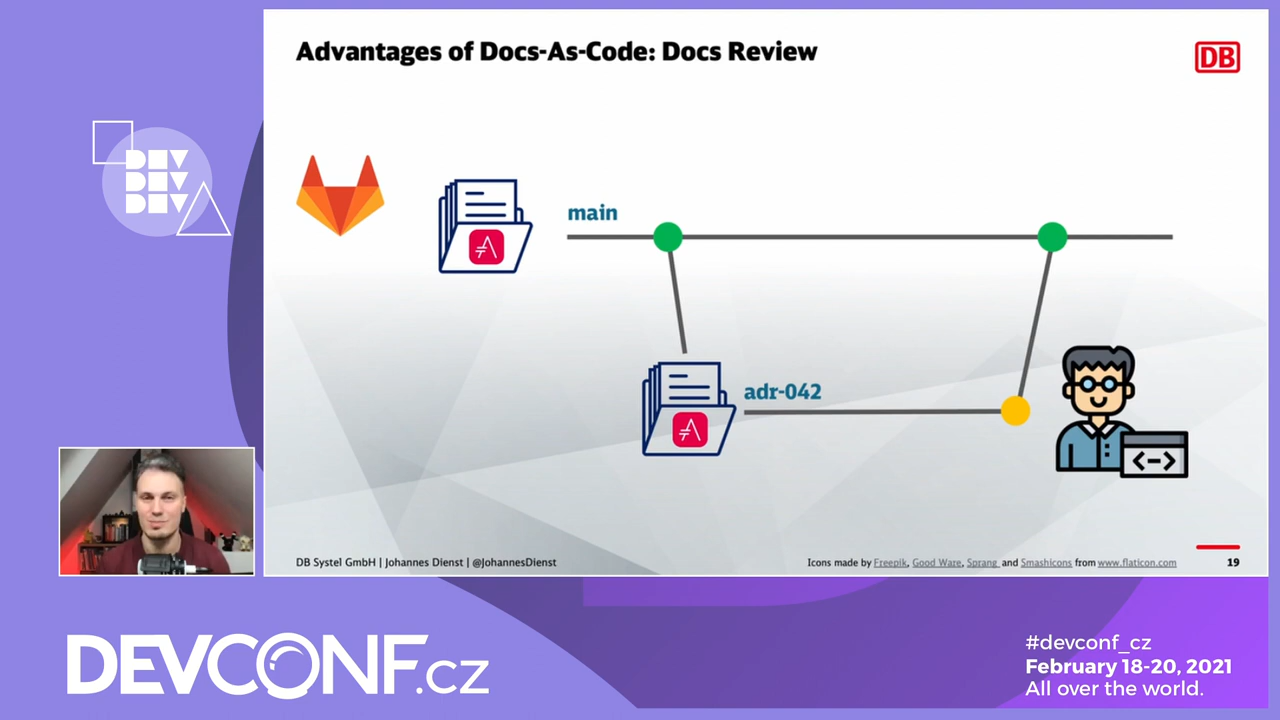 Advantages of Docs-As-Code: Docs Review
DB
DEV
DEV
DEV
main
adr-042
<->
DB Systel GmbH | Johannes Dienst | @JohannesDienst
Icons made by Freepik, Good Ware, Sprang and Smashicons from www.flaticon.com
19
DEVCONF.cz
#devconf_cz
February 18-20, 2021
All over the world.